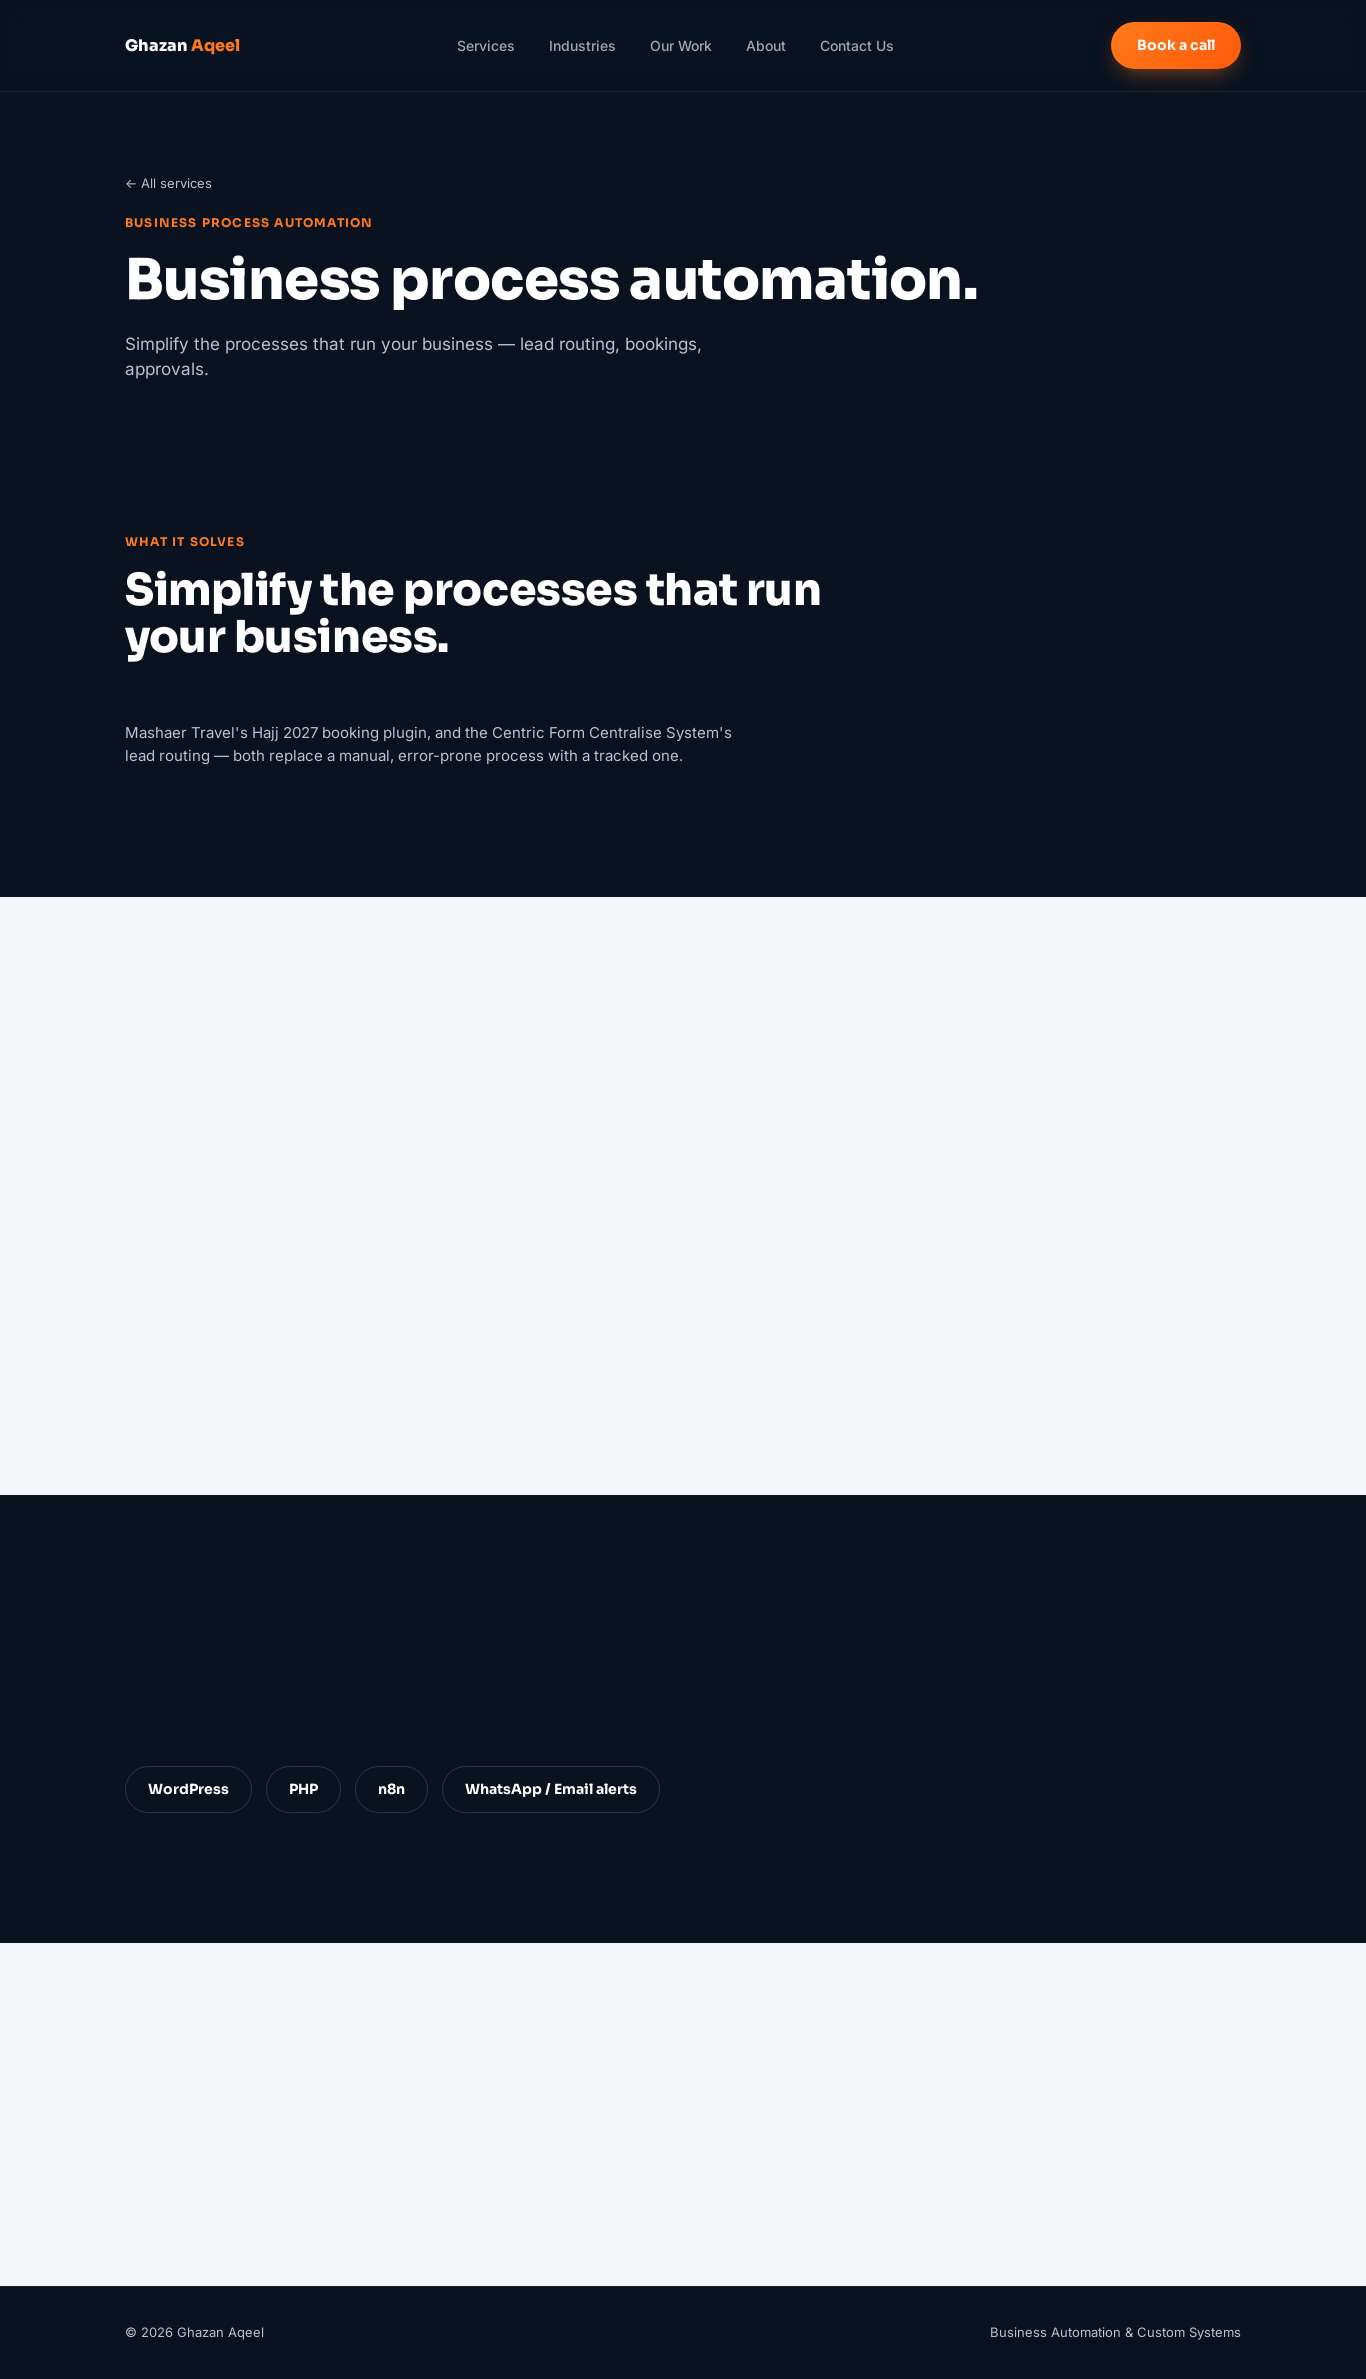 Ghazan Aqeel
Services
Industries
Our Work
About
Contact Us
Book a call
← All services
BUSINESS PROCESS AUTOMATION
Business process automation.
Simplify the processes that run your business — lead routing, bookings,
approvals.
WHAT IT SOLVES
Simplify the processes that run
your business.
Mashaer Travel's Hajj 2027 booking plugin, and the Centric Form Centralise System's
lead routing — both replace a manual, error-prone process with a tracked one.
WordPress
PHP
n8n
WhatsApp / Email alerts
© 2026 Ghazan Aqeel
Business Automation & Custom Systems